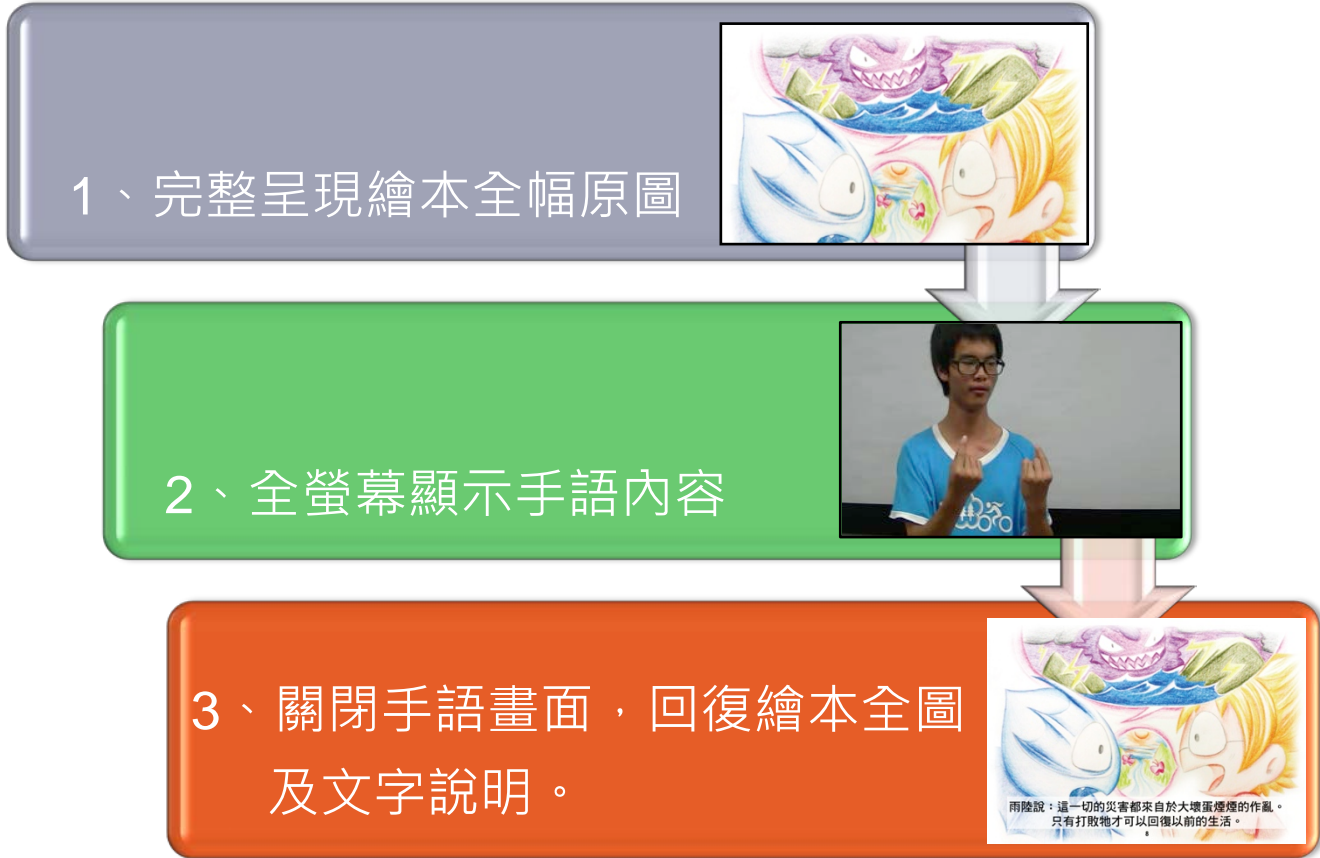 1、完整呈現繪本全幅原圖
2、全螢幕顯示手語內容
3、關閉手語畫面，回復繪本全圖
及文字說明。
雨陸說：這一切的災害都來自於大壞蛋煙煙的作亂。
只有打敗牠才可以回復以前的生活。
8